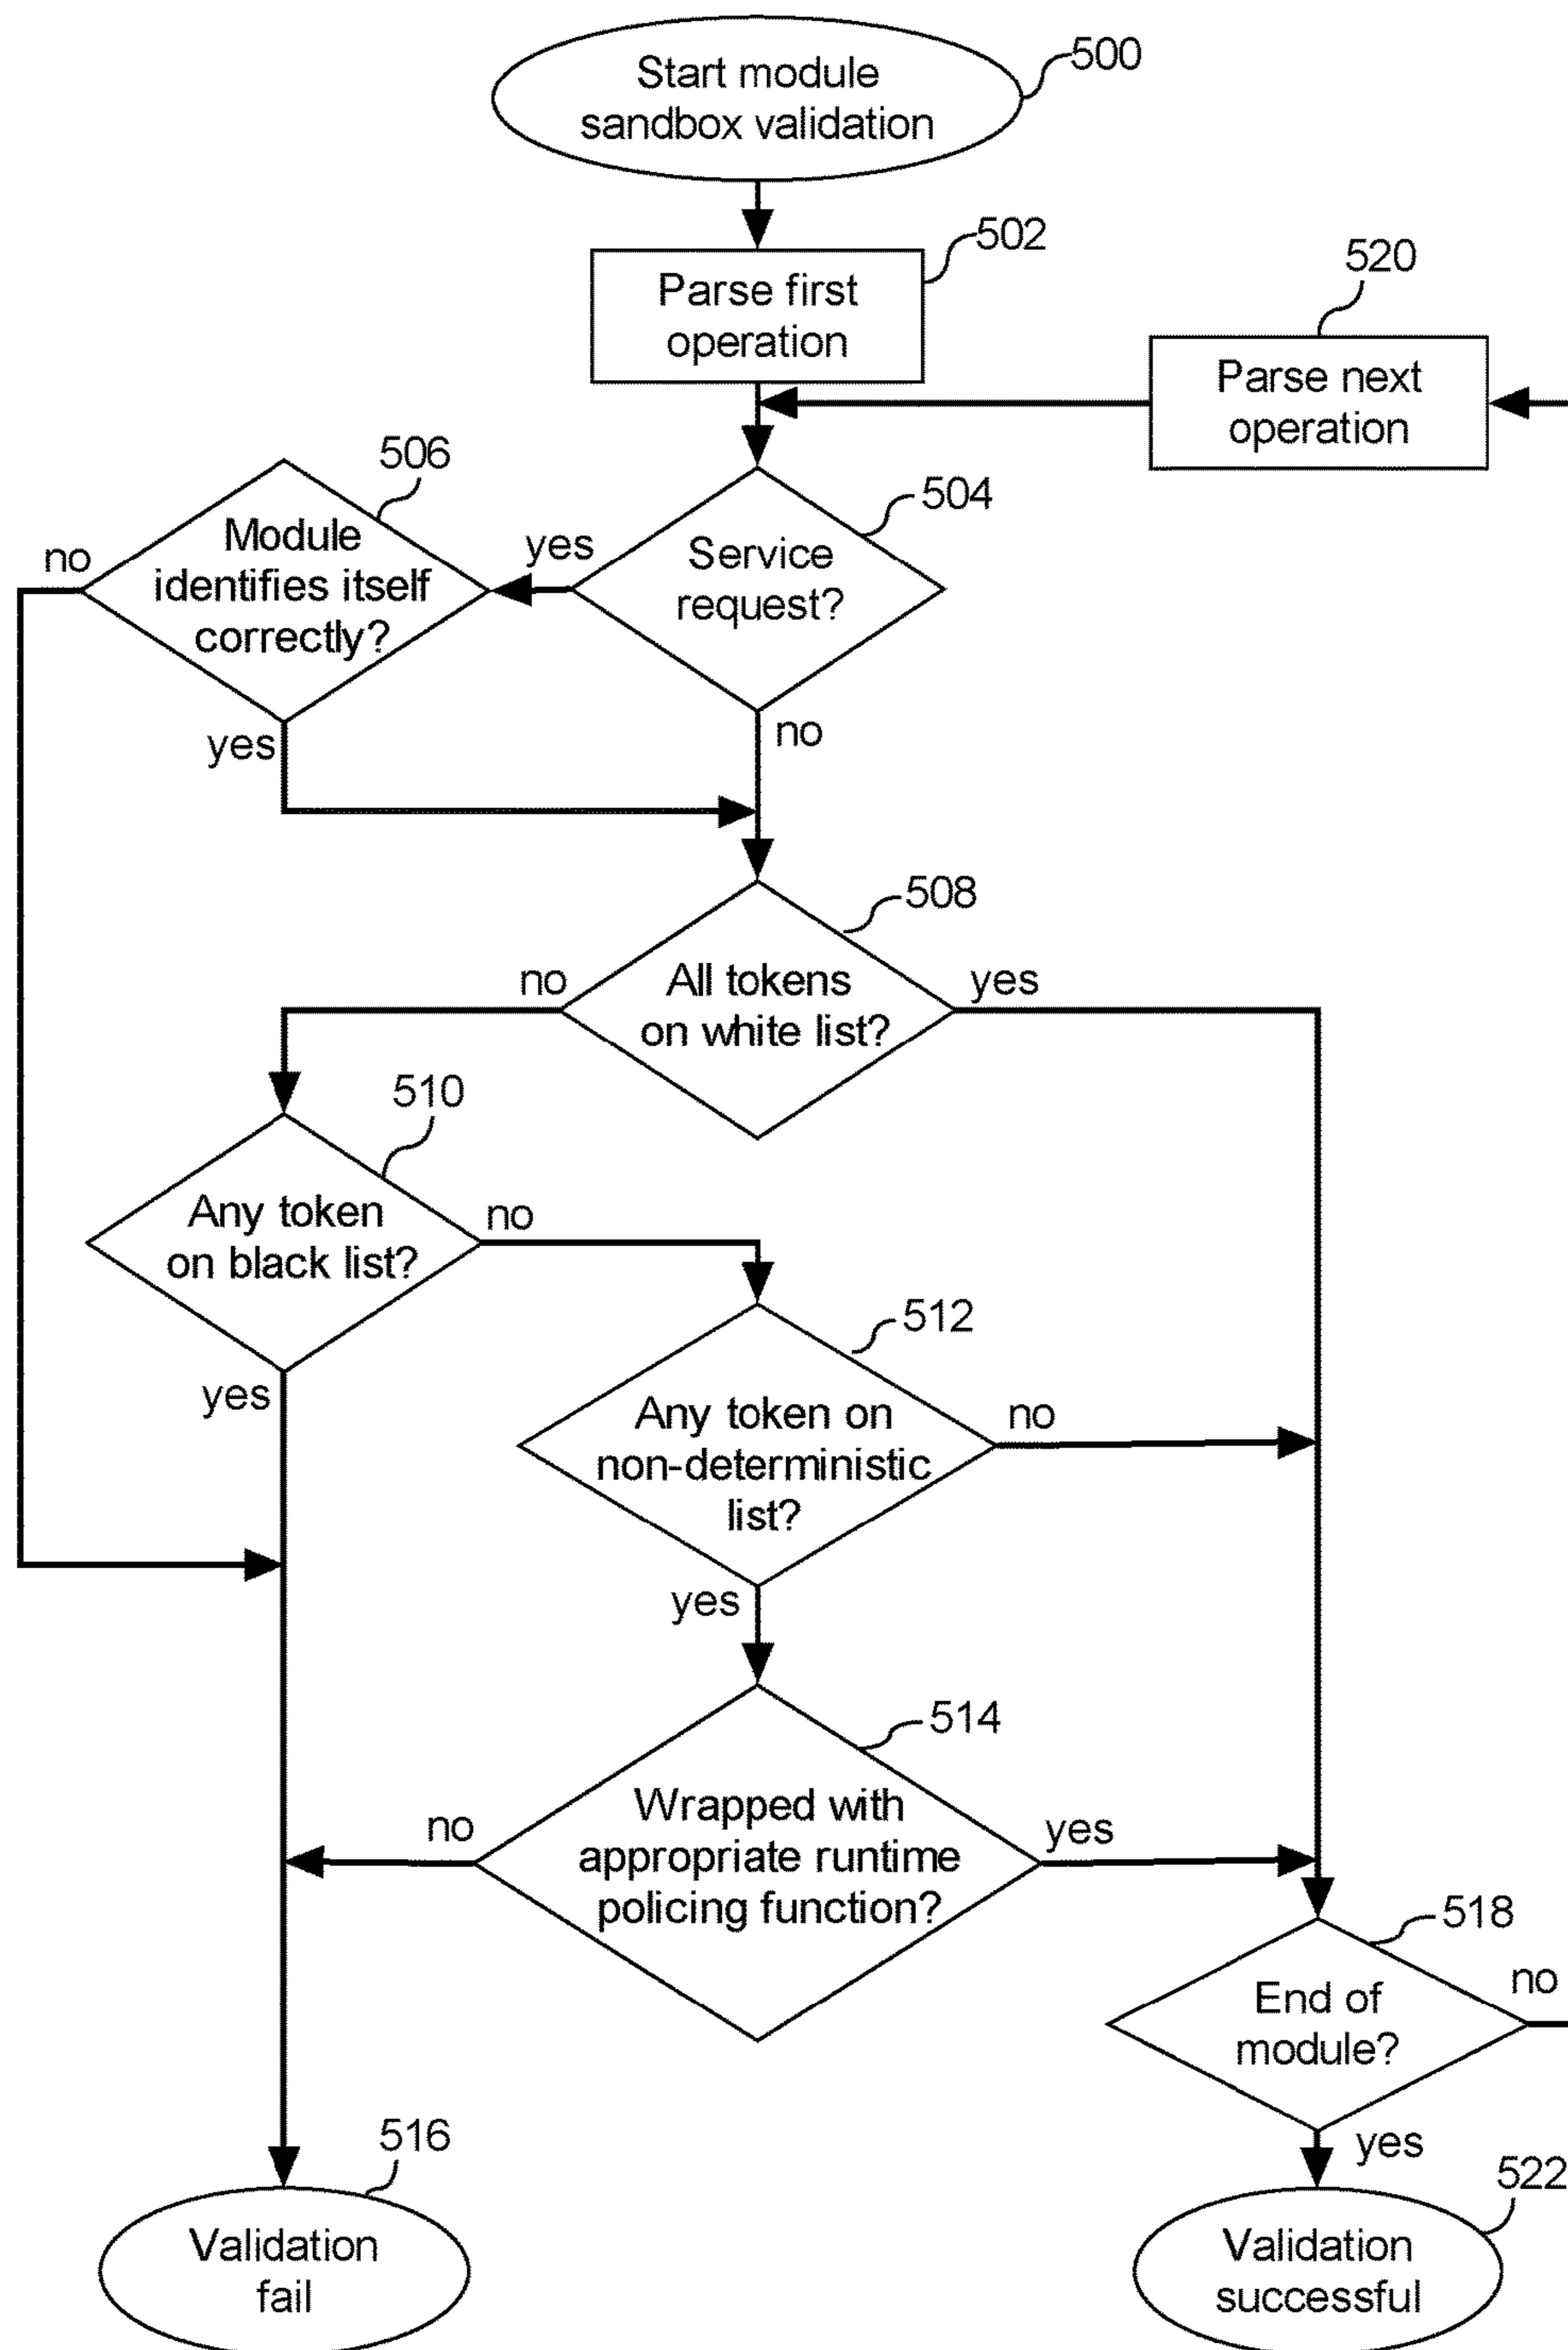 Start module
sandbox validation
500
Parse first
operation
502
520
Parse next
operation
506
504
Module
identifies itself
correctly?
no
yes
Service
request?
yes
no
508
no
All tokens
on white list?
yes
510
Any token
on black list?
no
512
yes
Any token on
non-deterministic
list?
no
yes
514
no
Wrapped with
appropriate runtime
policing function?
yes
518
End of
module?
no
516
yes
522
Validation
fail
Validation
successful